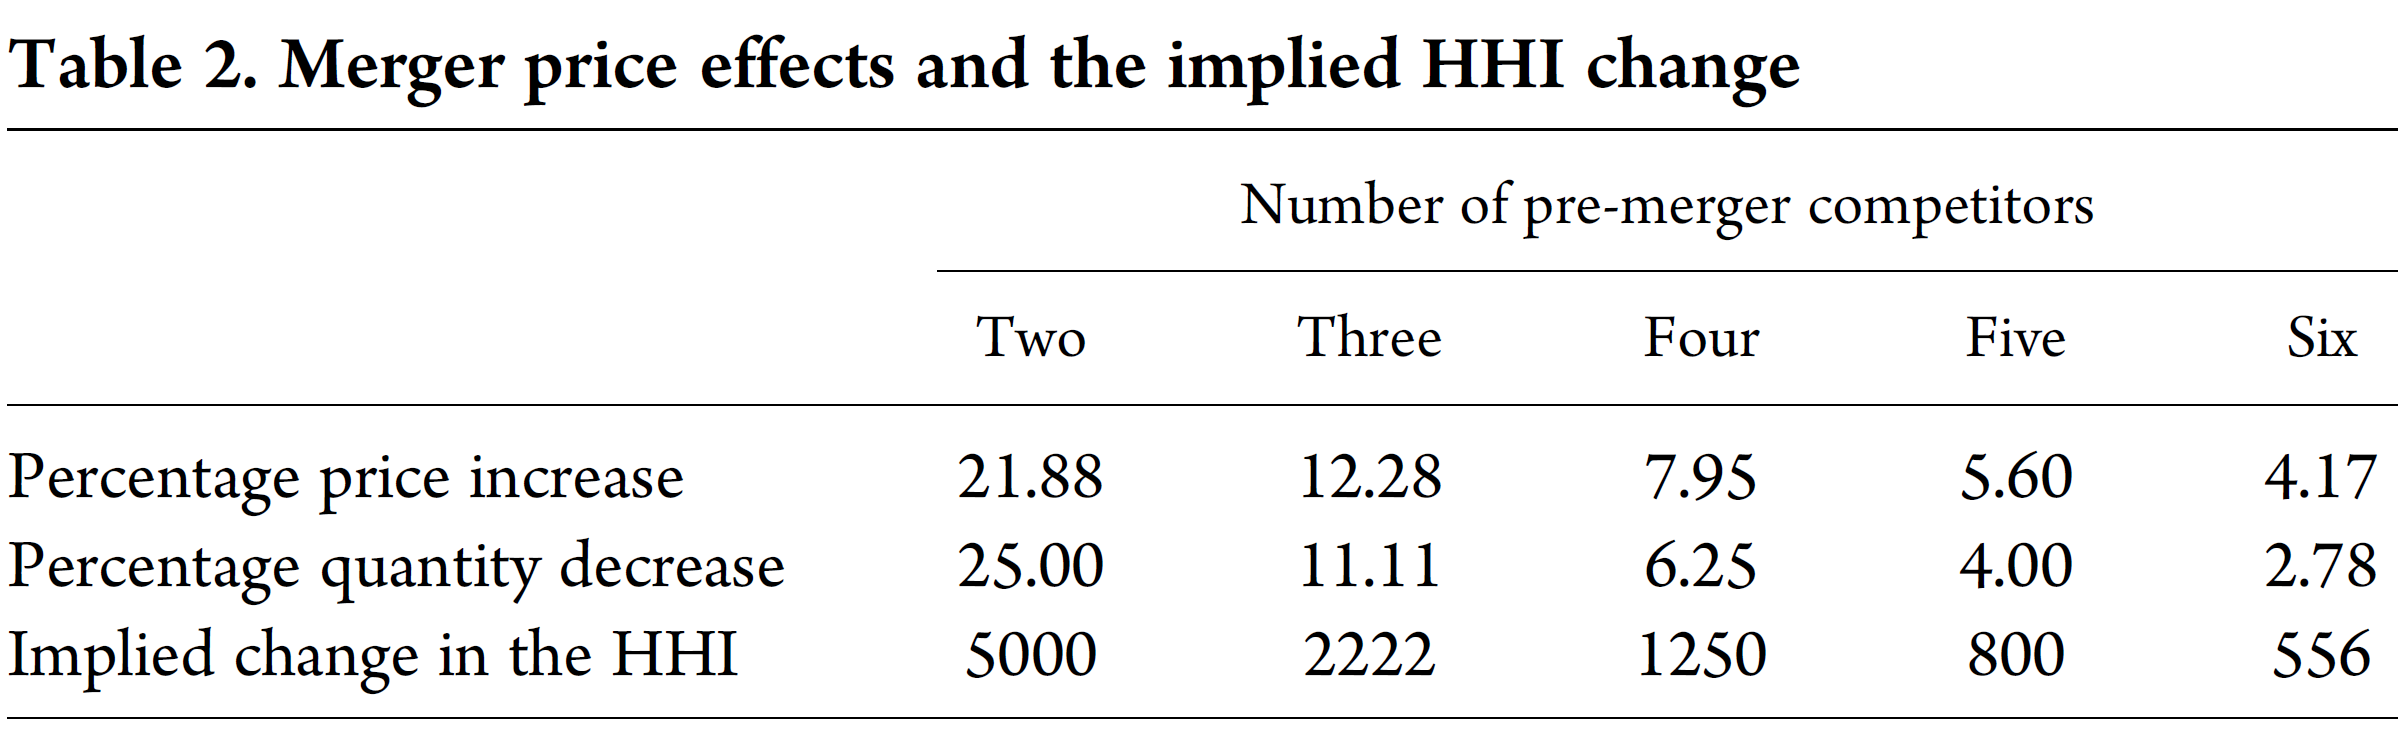 Table 2. Merger price effects and the implied HHI change
Number of pre-merger competitors
Two Three Four Five Six
Percentage price increase 21.88 12.28 7.95 5.60 4.17
Percentage quantity decrease 25.00 11.11 6.25 4.00 2.78
Implied change in the HHI 5000 2222 1250 800 556